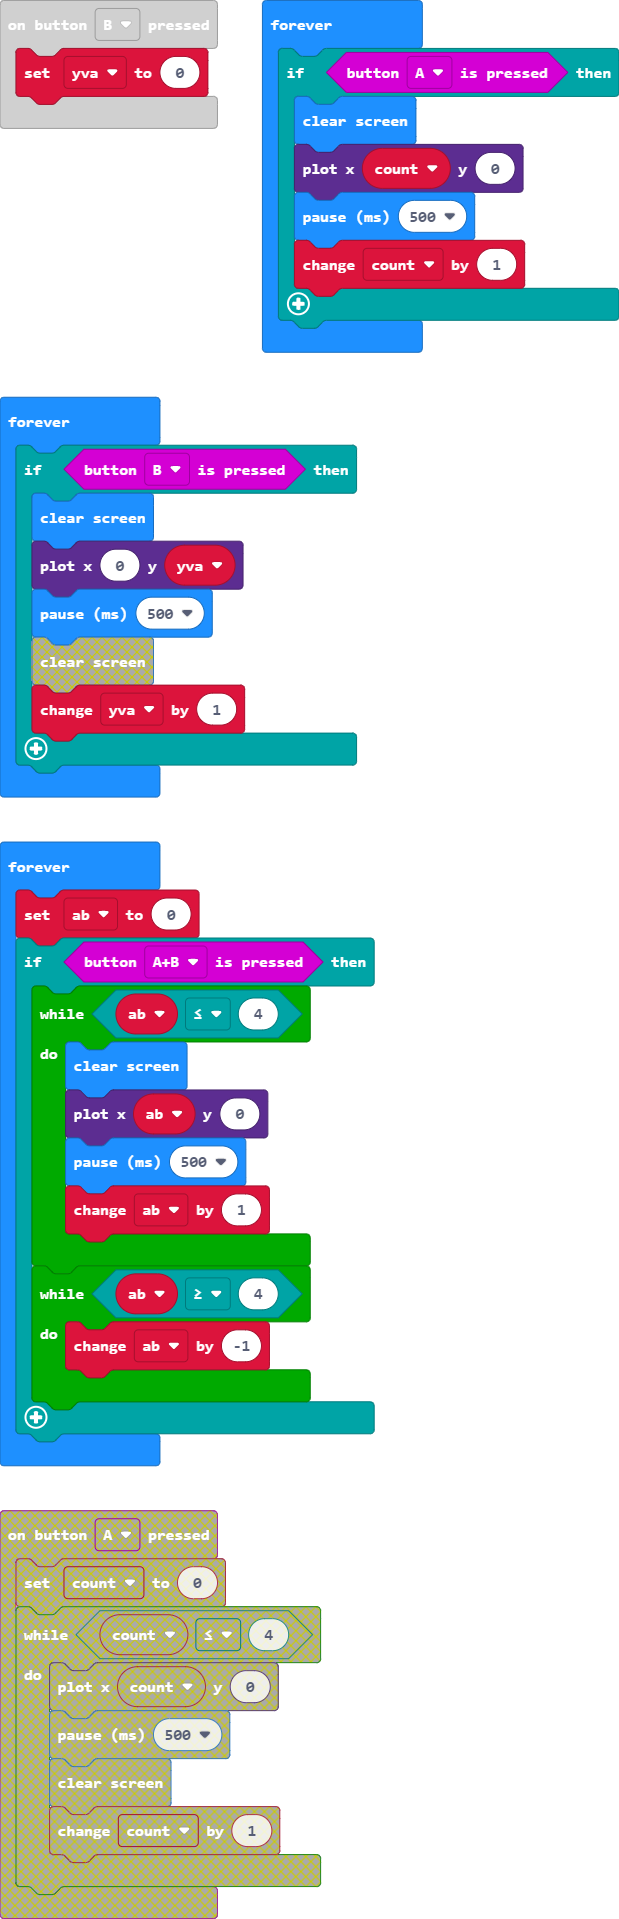 on button B pressed
set yva to 0
forever
if button A is pressed then
clear screen
plot x count y 0
pause (ms) 500
change count by 1
forever
if button B is pressed then
clear screen
plot x 0 y yva
pause (ms) 500
clear screen
change yva by 1
forever
set ab to 0
if button A+B is pressed then
while ab ≤ 4
do
clear screen
plot x ab y 0
pause (ms) 500
change ab by 1
while ab ≥ 4
do
change ab by -1
on button A pressed
set count to 0
while count ≤ 4
do
plot x count y 0
pause (ms) 500
clear screen
change count by 1